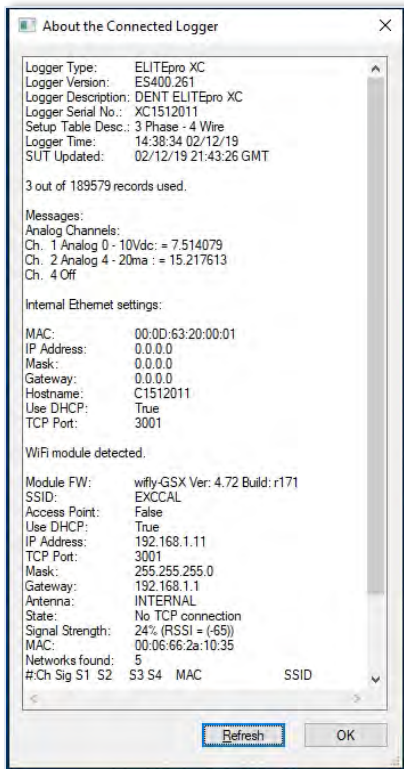 About the Connected Logger
Logger Type: ELITEpro XC
Logger Version: ES400.261
Logger Description: DENT ELITEpro XC
Logger Serial No.: XC1512011
Setup Table Desc.: 3 Phase - 4 Wire
Logger Time: 14:38:34 02/12/19
SUT Updated: 02/12/19 21:43:26 GMT
3 out of 189579 records used.
Messages:
Analog Channels:
Ch. 1 Analog 0 - 10Vdc: = 7.514079
Ch. 2 Analog 4 - 20ma : = 15.217613
Ch. 4 Off
Internal Ethernet settings:
MAC: 00:0D:63:20:00:01
IP Address: 0.0.0.0
Mask: 0.0.0.0
Gateway: 0.0.0.0
Hostname: C1512011
Use DHCP: True
TCP Port: 3001
WiFi module detected.
Module FW: wifly-GSX Ver: 4.72 Build: r171
SSID: EXCCAL
Access Point: False
Use DHCP: True
IP Address: 192.168.1.11
TCP Port: 3001
Mask: 255.255.255.0
Gateway: 192.168.1.1
Antenna: INTERNAL
State: No TCP connection
Signal Strength: 24% (RSSI = (-65))
MAC: 00:06:66:2a:10:35
Networks found: 5
#:Ch Sig S1 S2 S3 S4 MAC SSID
Refresh OK